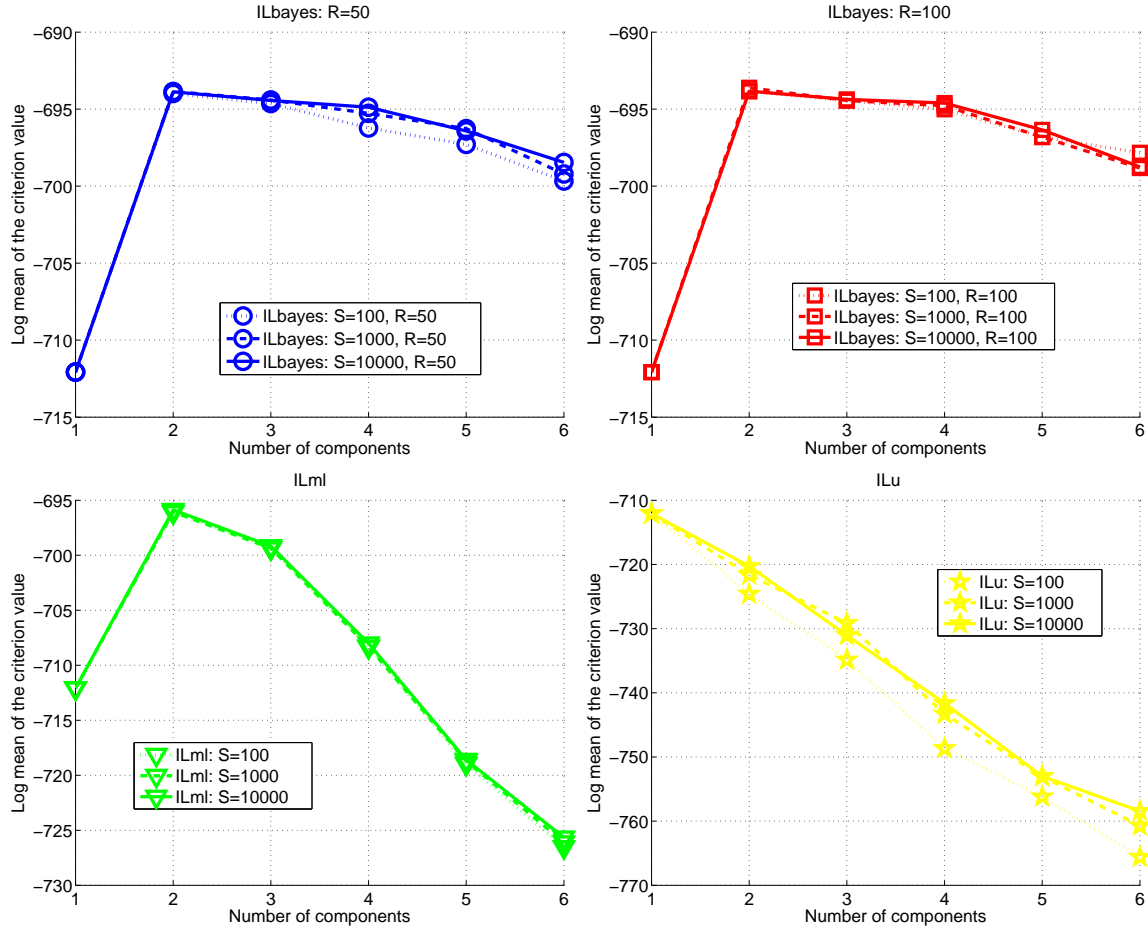 ILbayes: R=50
−690
−695
−700
−705
−710
−715
Log mean of the criterion value
ILbayes: S=100, R=50
ILbayes: S=1000, R=50
ILbayes: S=10000, R=50
1 2 3 4 5 6
Number of components
ILbayes: R=100
−690
−695
−700
−705
−710
−715
Log mean of the criterion value
ILbayes: S=100, R=100
ILbayes: S=1000, R=100
ILbayes: S=10000, R=100
1 2 3 4 5 6
Number of components
ILml
−695
−700
−705
−710
−715
−720
−725
−730
Log mean of the criterion value
ILml: S=100
ILml: S=1000
ILml: S=10000
1 2 3 4 5 6
Number of components
ILu
−710
−720
−730
−740
−750
−760
−770
Log mean of the criterion value
ILu: S=100
ILu: S=1000
ILu: S=10000
1 2 3 4 5 6
Number of components